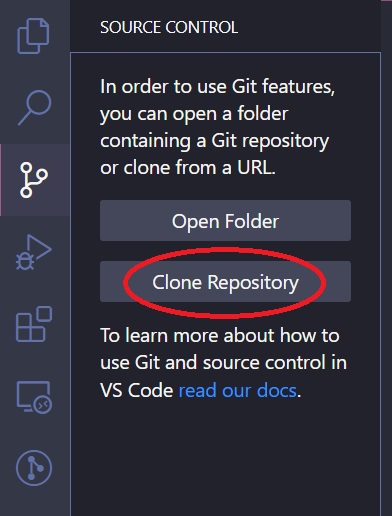 SOURCE CONTROL
In order to use Git features,
you can open a folder
containing a Git repository
or clone from a URL.
Open Folder
Clone Repository
To learn more about how to
use Git and source control in
VS Code read our docs.